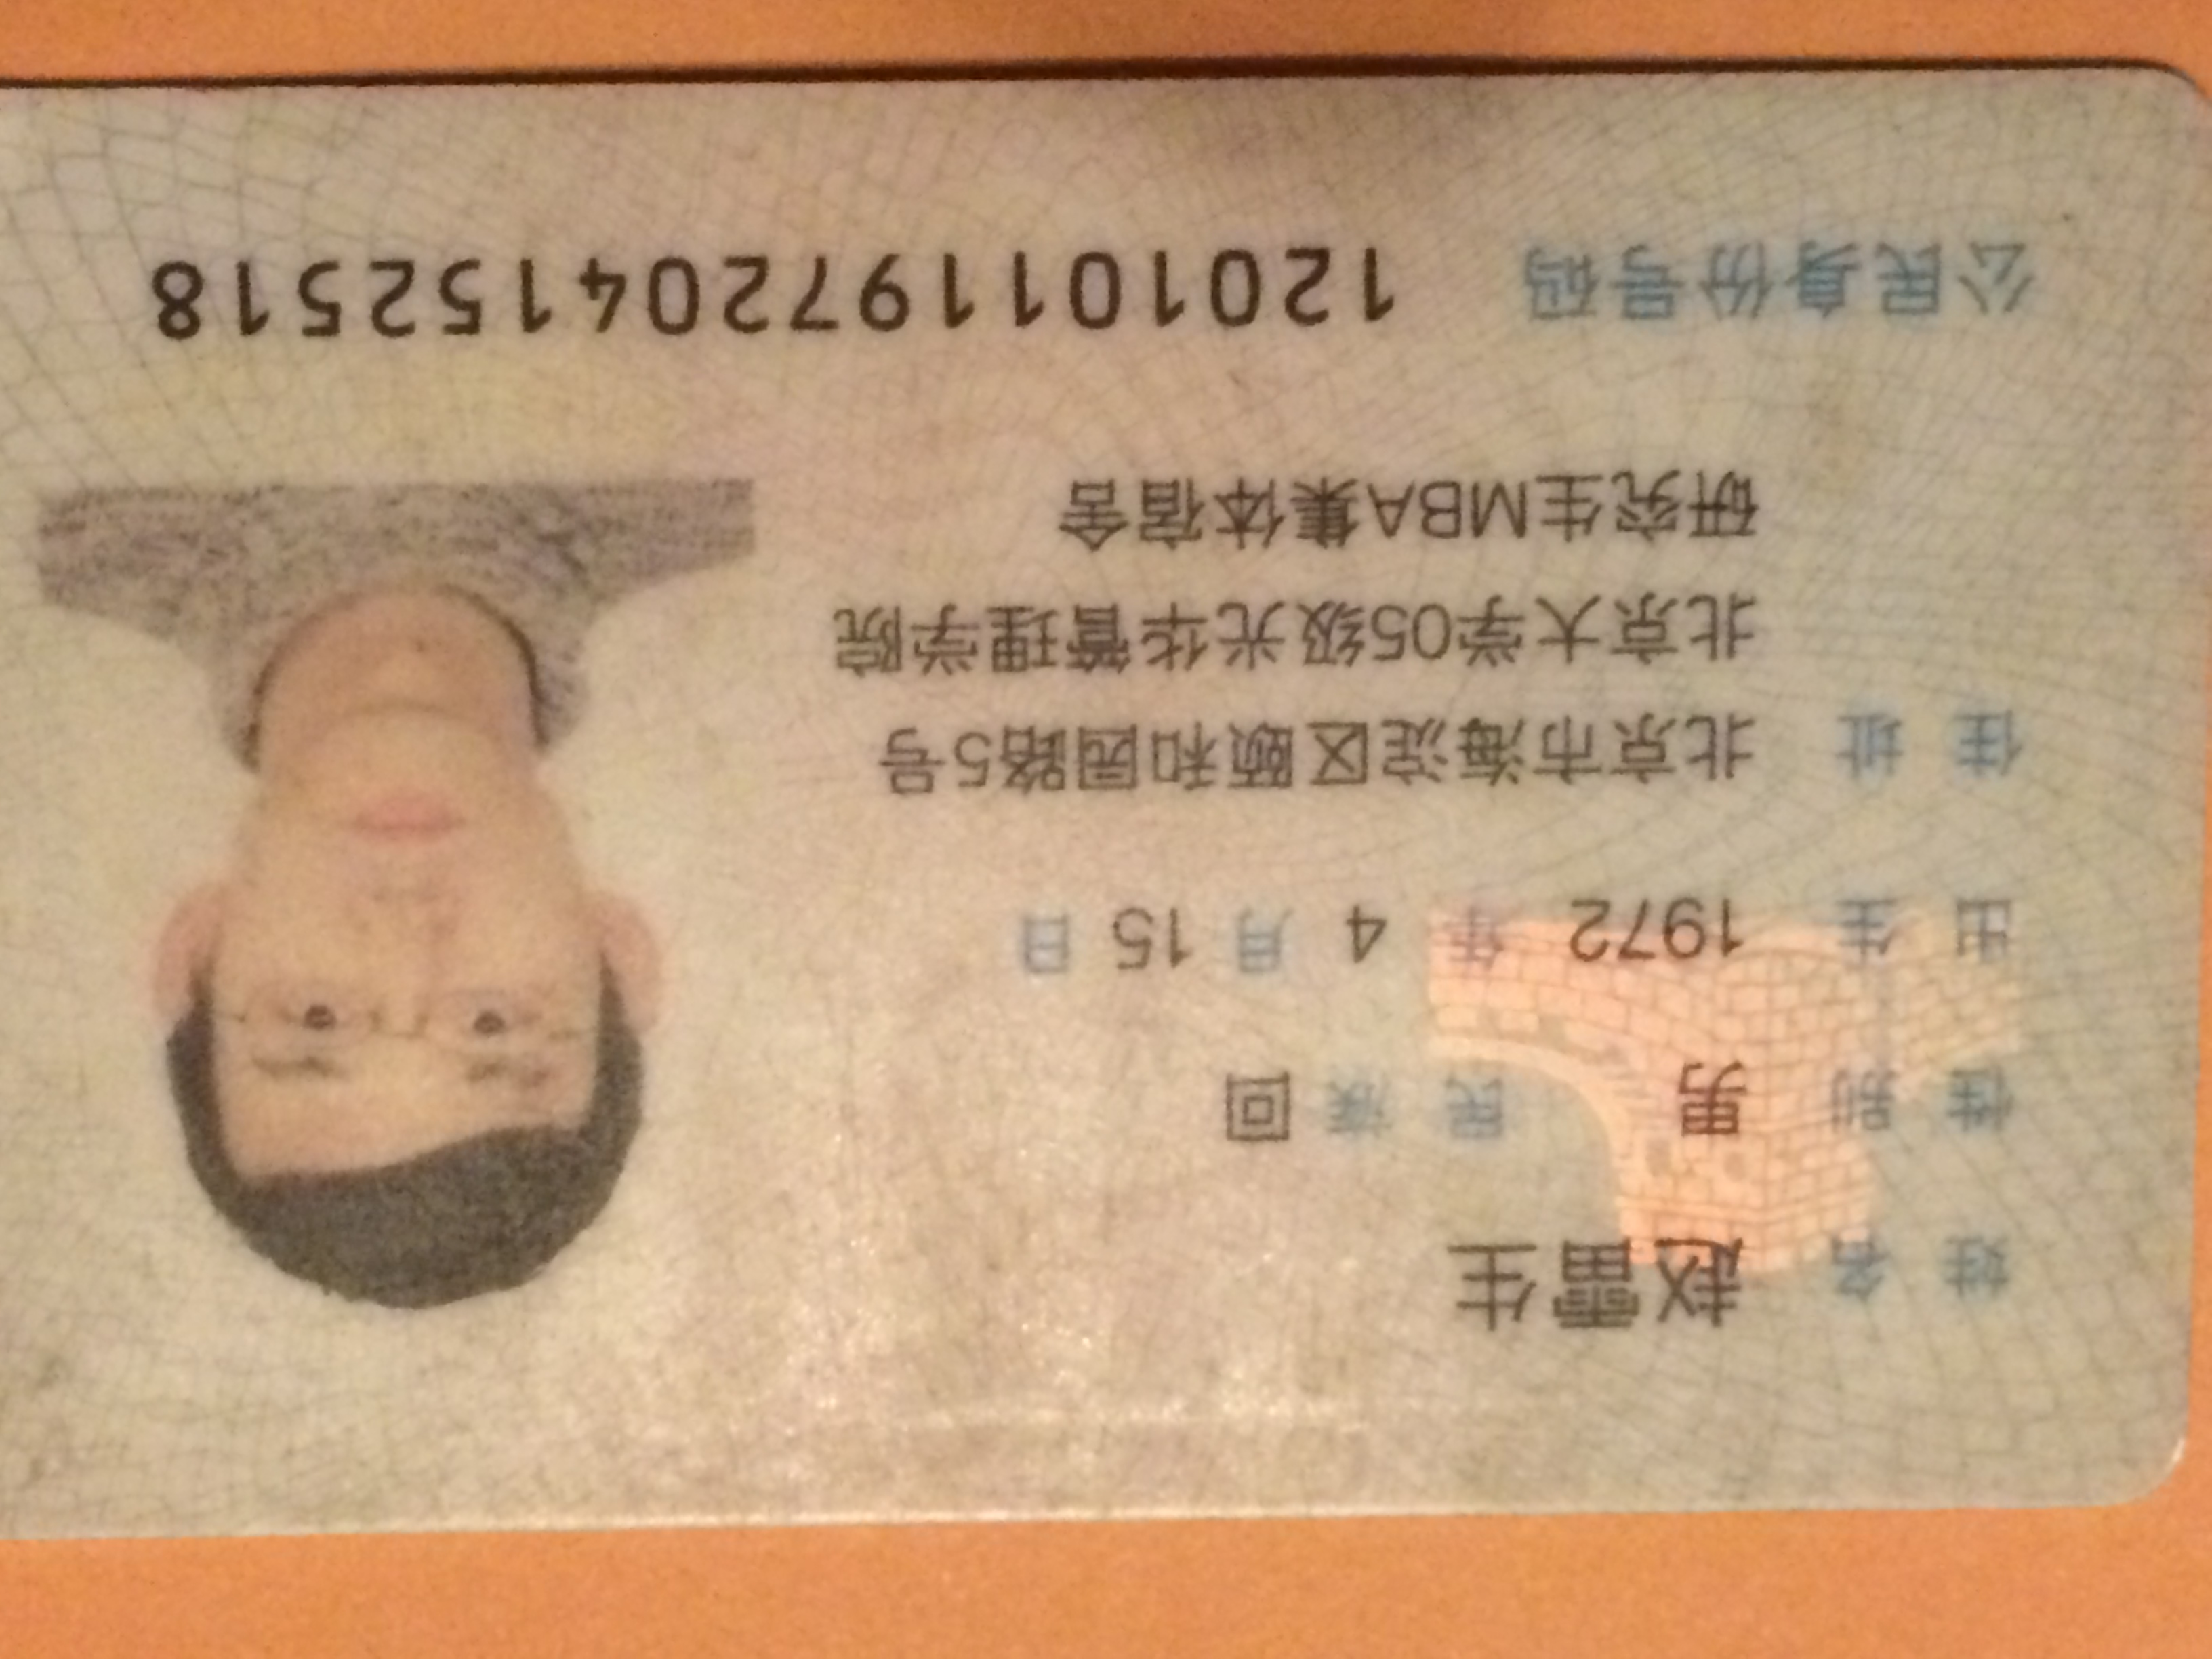 姓名 赵雷生
性别 男 民族 回
出生 1972 年 4 月 15 日
住址 北京市海淀区颐和园路5号
北京大学05级光华管理学院
研究生MBA集体宿舍
公民身份号码 120101197204152518